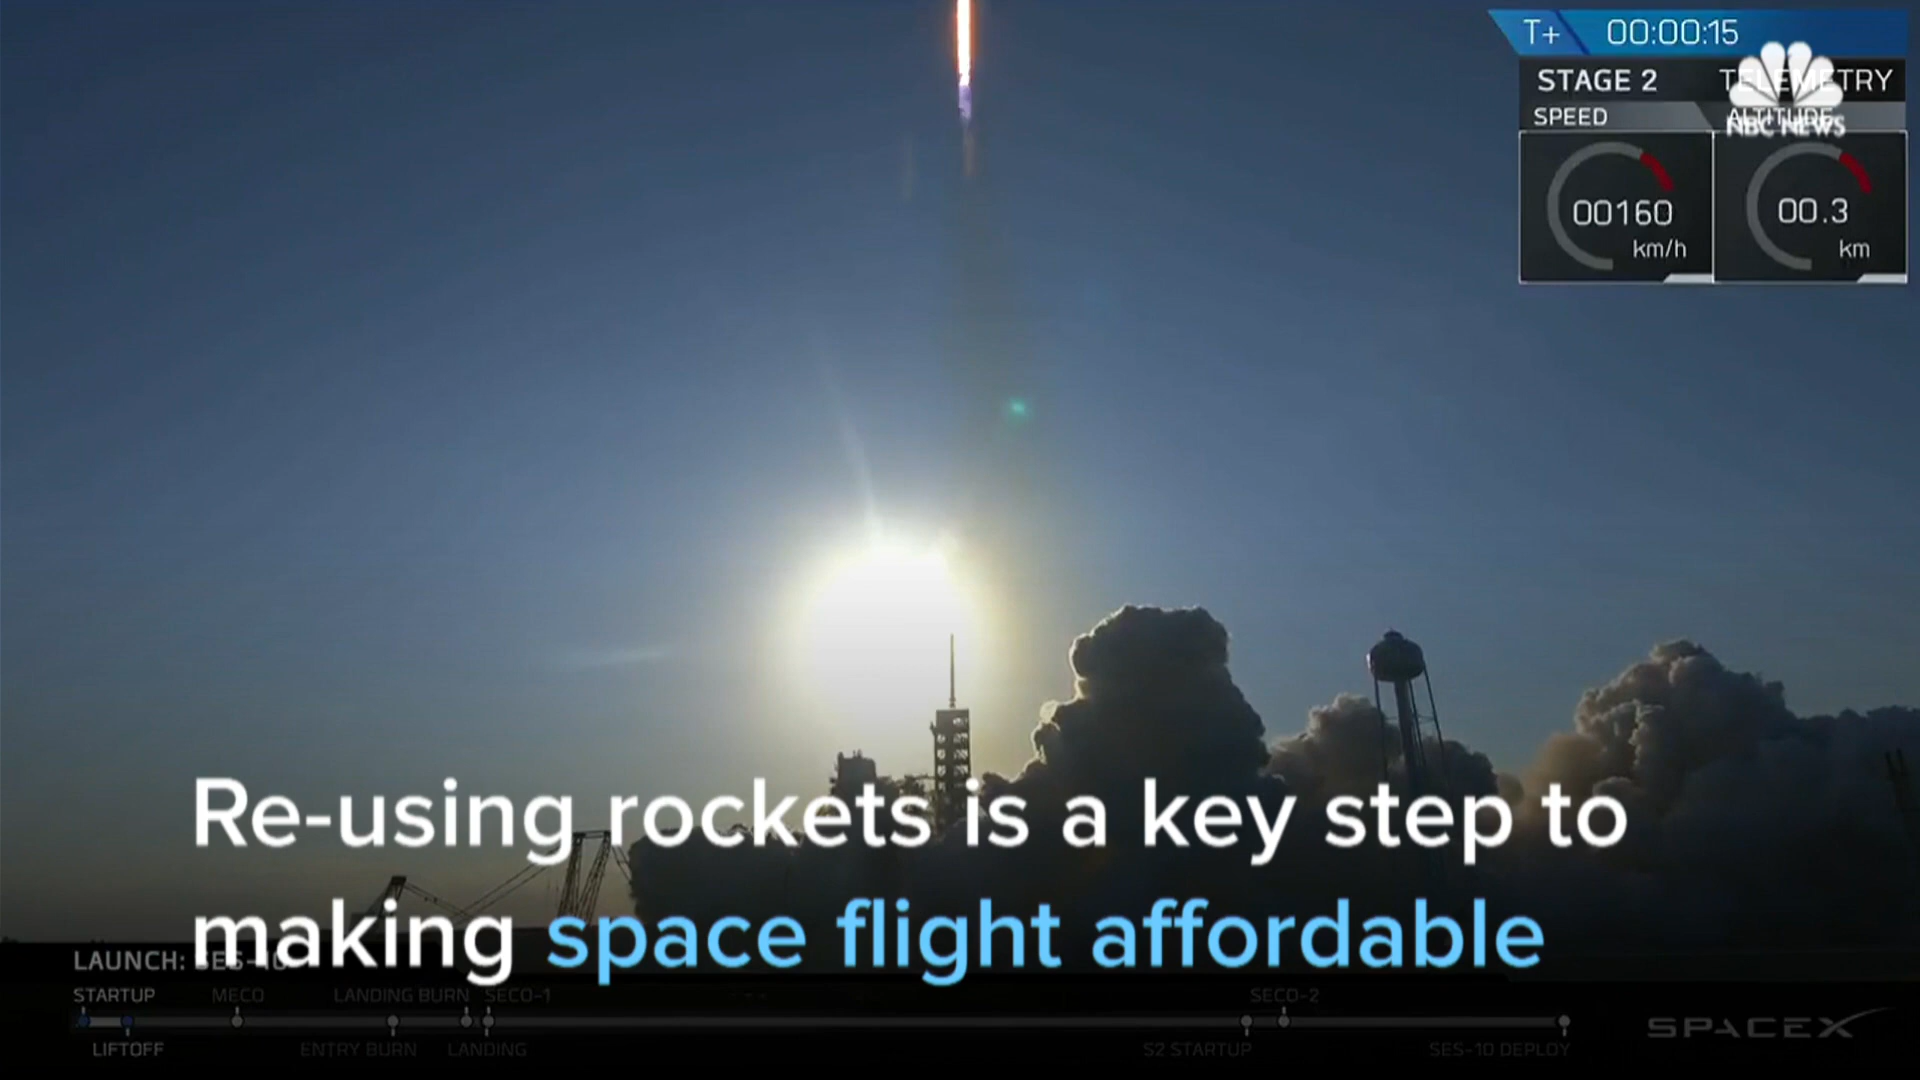 T+ 00:00:15
STAGE 2 TELEMETRY
SPEED ALTITUDE
NBC NEWS
00160 00.3
km/h km
Re-using rockets is a key step to
making space flight affordable
LAUNCH: SES-10
STARTUP MECO LANDING BURN SECO-1 SECO-2
SPACEX
LIFTOFF ENTRY BURN LANDING S2 STARTUP SES-10 DEPLOY